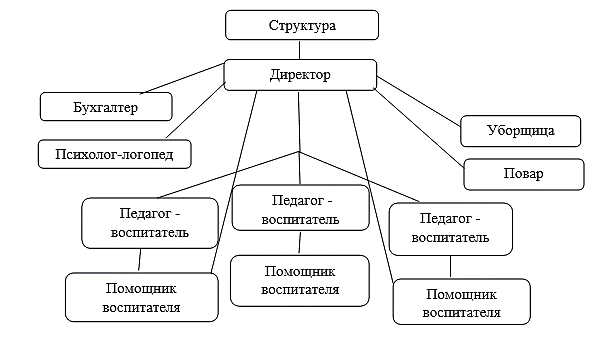 Структура
Директор
Бухгалтер
Психолог-логопед
Уборщица
Повар
Педагог -
воспитатель
Педагог -
воспитатель
Педагог -
воспитатель
Помощник
воспитателя
Помощник
воспитателя
Помощник
воспитателя